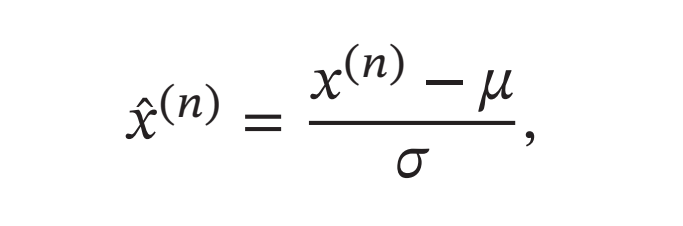 x̂⁽ⁿ⁾ = (x⁽ⁿ⁾ − μ) / σ,